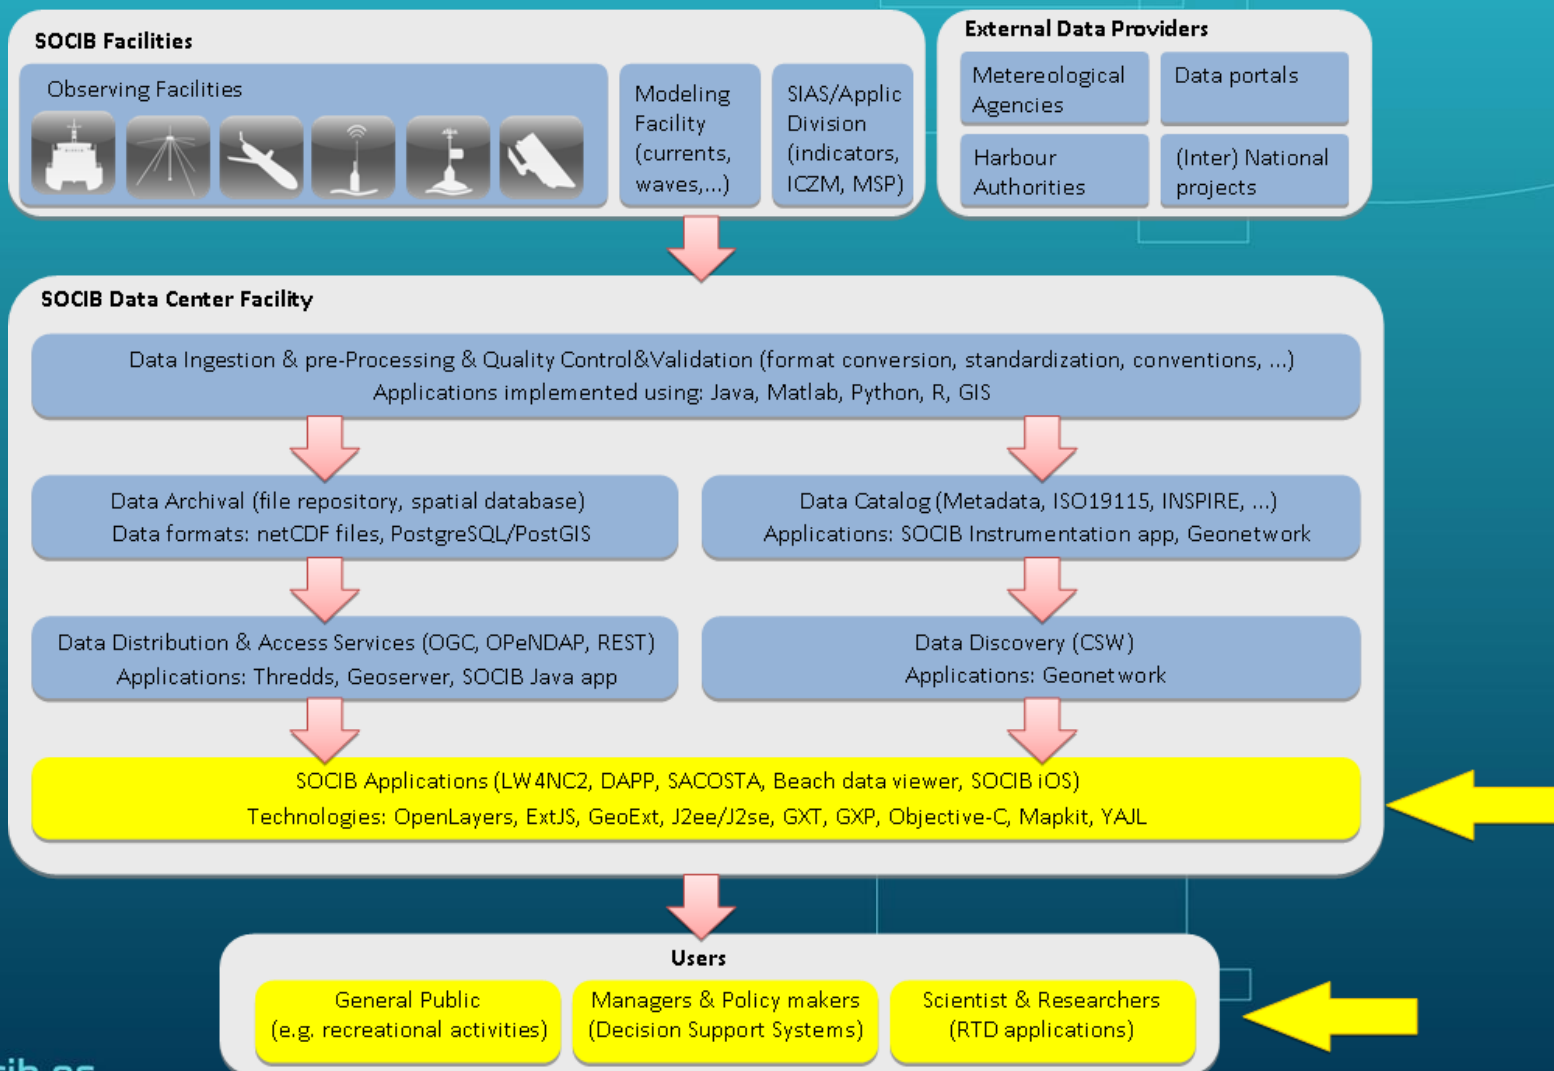 SOCIB Facilities
Observing Facilities
Modeling
Facility
(currents,
waves,...)
SIAS/Applic
Division
(indicators,
ICZM, MSP)
External Data Providers
Metereological
Agencies
Data portals
Harbour
Authorities
(Inter) National
projects
SOCIB Data Center Facility
Data Ingestion & pre-Processing & Quality Control&Validation (format conversion, standardization, conventions, ...)
Applications implemented using: Java, Matlab, Python, R, GIS
Data Archival (file repository, spatial database)
Data formats: netCDF files, PostgreSQL/PostGIS
Data Catalog (Metadata, ISO19115, INSPIRE, ...)
Applications: SOCIB Instrumentation app, Geonetwork
Data Distribution & Access Services (OGC, OPeNDAP, REST)
Applications: Thredds, Geoserver, SOCIB Java app
Data Discovery (CSW)
Applications: Geonetwork
SOCIB Applications (LW4NC2, DAPP, SACOSTA, Beach data viewer, SOCIB iOS)
Technologies: OpenLayers, ExtJS, GeoExt, J2ee/J2se, GXT, GXP, Objective-C, Mapkit, YAJL
Users
General Public
(e.g. recreational activities)
Managers & Policy makers
(Decision Support Systems)
Scientist & Researchers
(RTD applications)